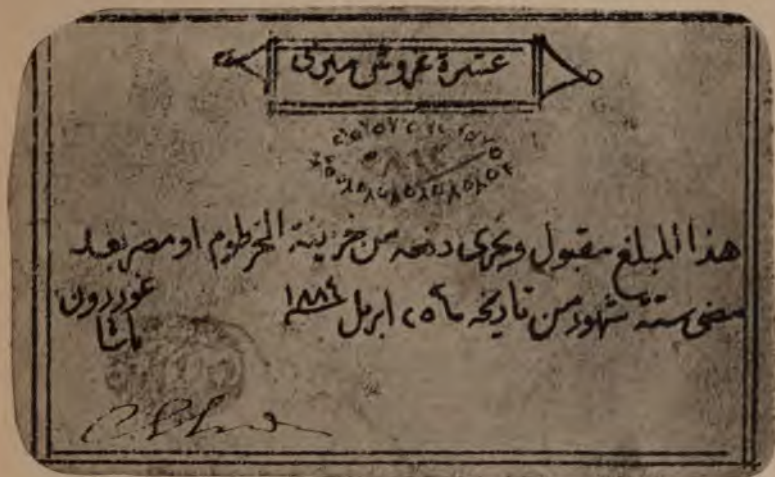 عشرة غروش ميرى
هذا المبلغ مقبول ويجرى دفعه من خزينة الخرطوم او مصر بعد
مضى ستة شهور من تاريخه ٢٥ ابريل ١٨٨٤
غوردون
باشا